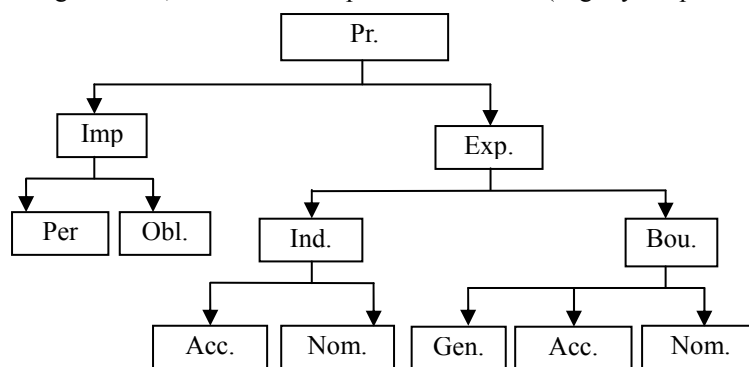 Pr.
Imp
Exp.
Per
Obl.
Ind.
Bou.
Acc.
Nom.
Gen.
Acc.
Nom.